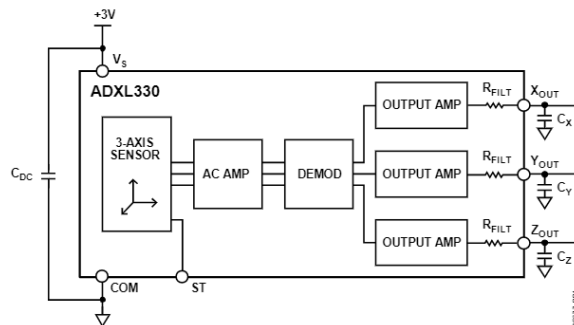 +3V
VS
ADXL330
3-AXIS
SENSOR
AC AMP
DEMOD
OUTPUT AMP
RFILT
XOUT
CX
OUTPUT AMP
RFILT
YOUT
CY
OUTPUT AMP
RFILT
ZOUT
CZ
CDC
COM
ST